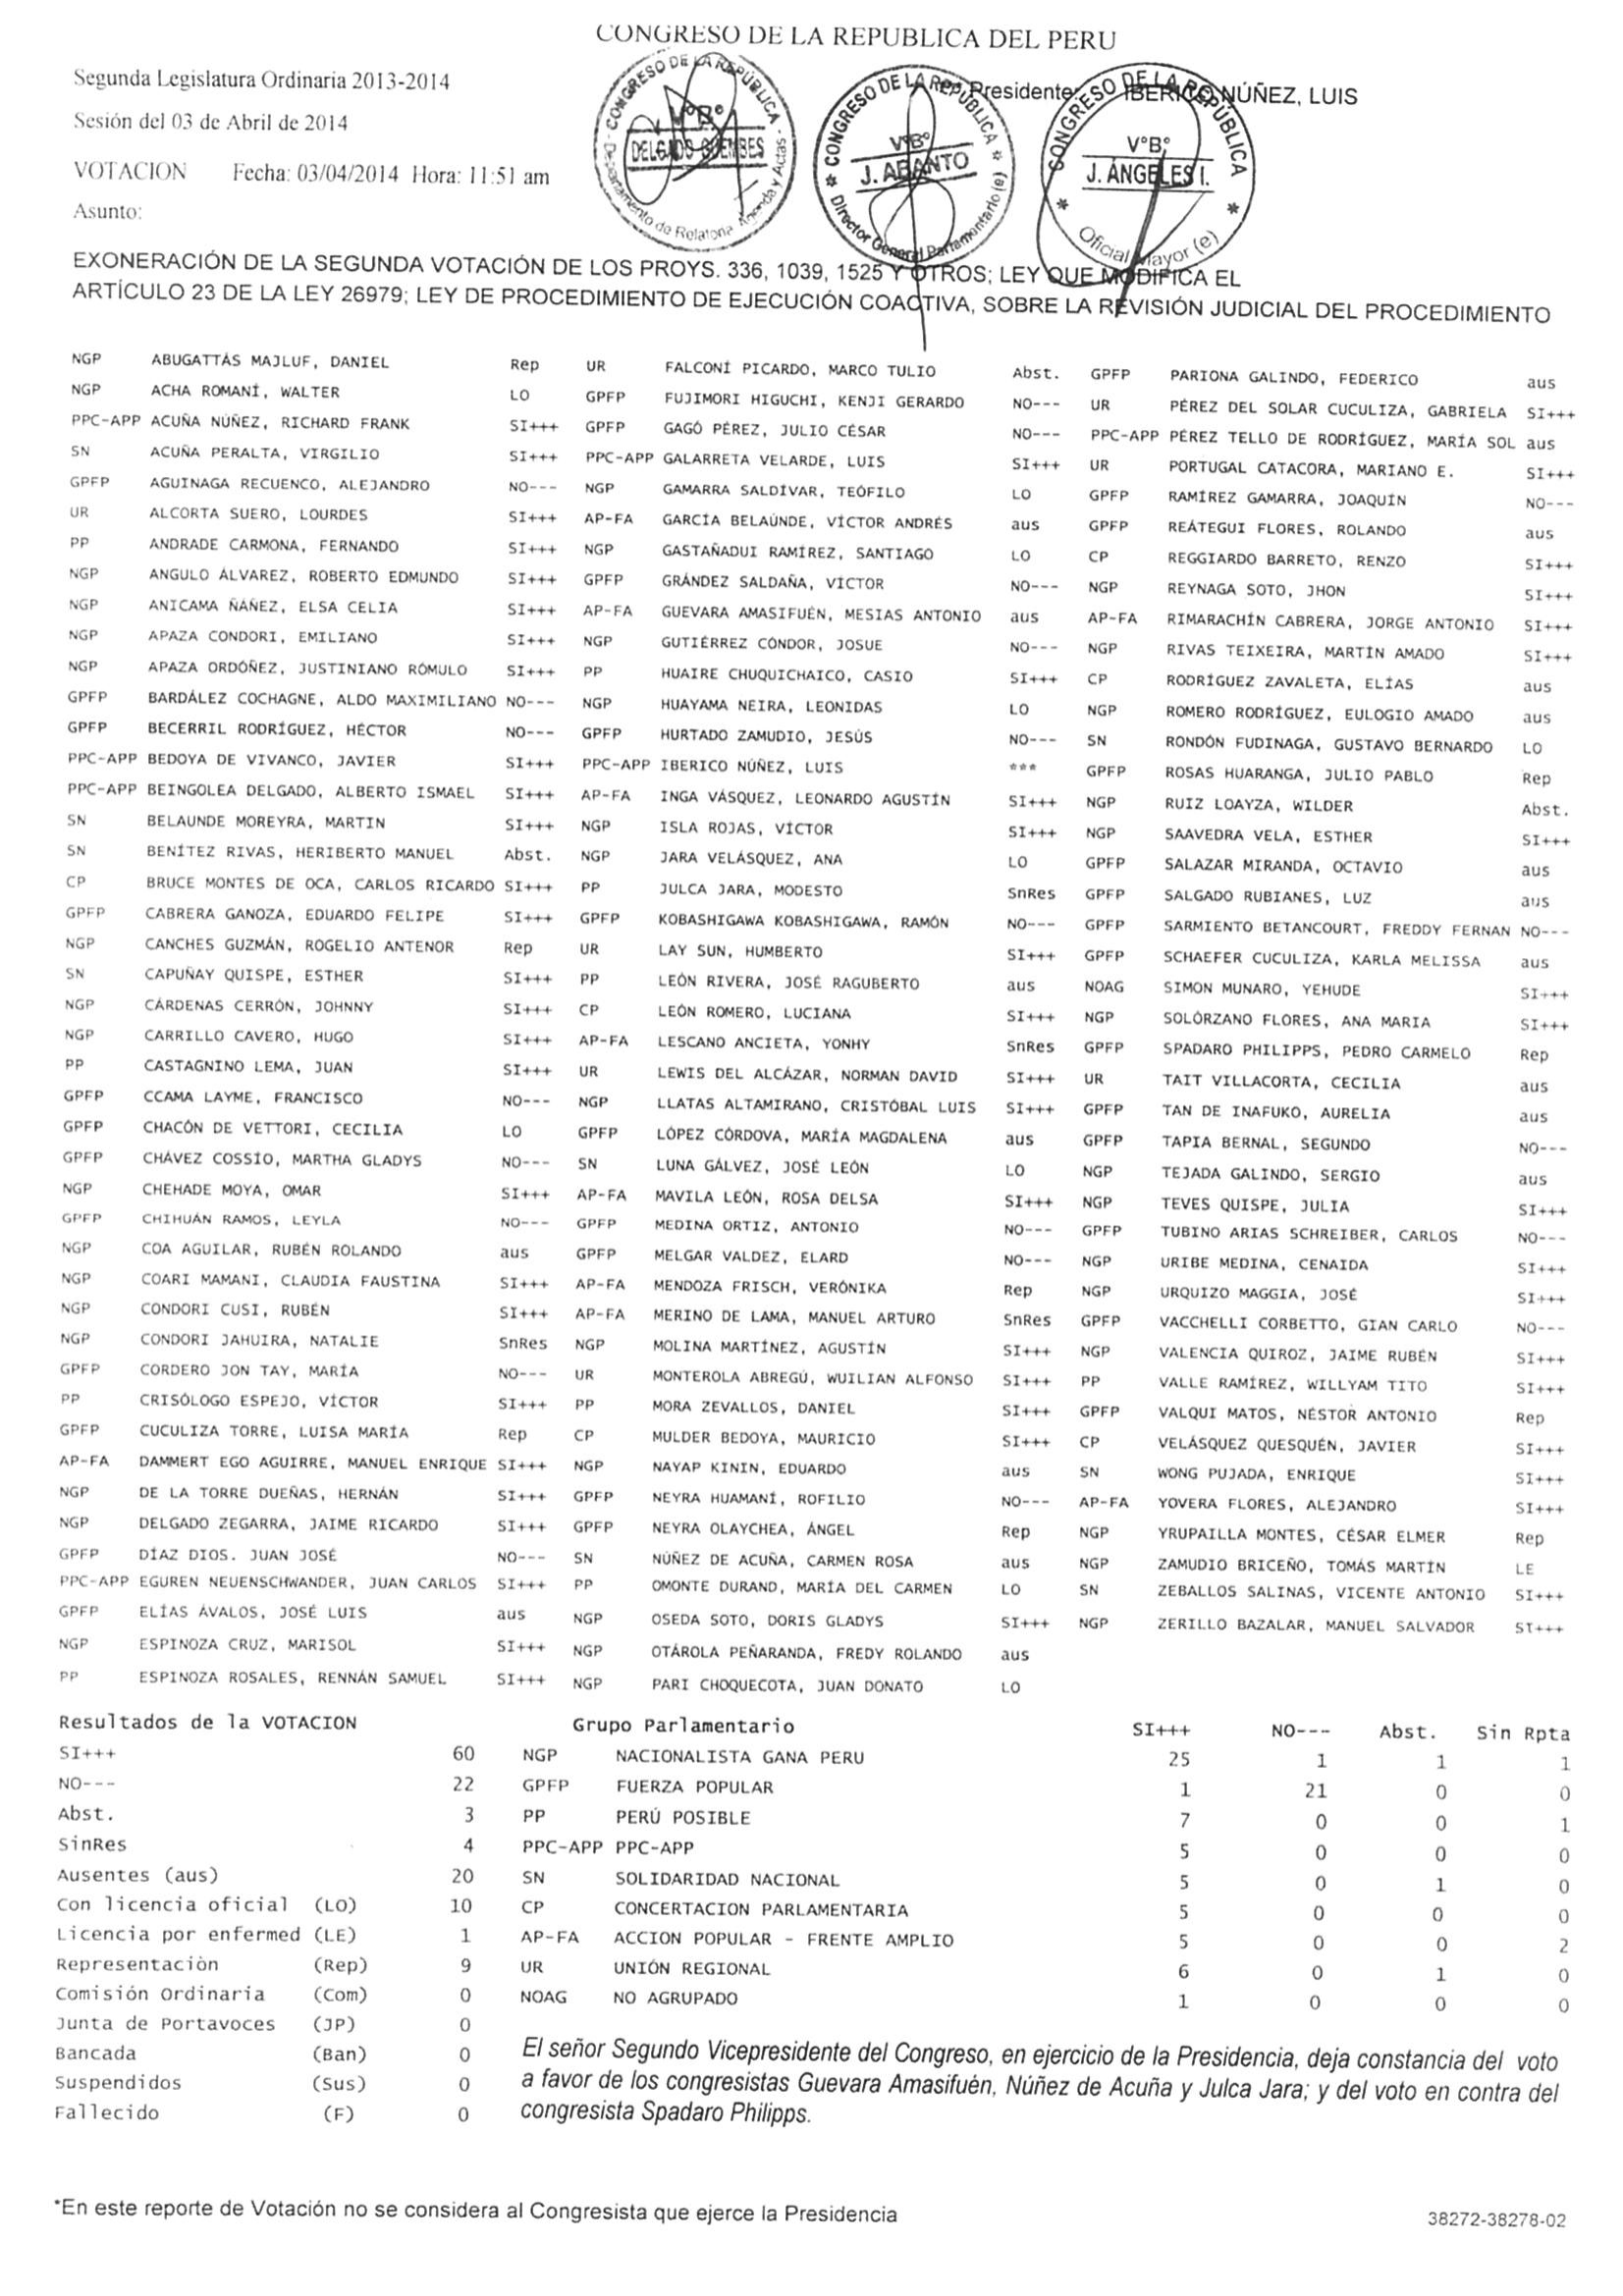 CONGRESO DE LA REPUBLICA DEL PERU
Segunda Legislatura Ordinaria 2013-2014
Presidente: IBERICO NÚÑEZ, LUIS
Sesión del 03 de Abril de 2014
VOTACION Fecha: 03/04/2014 Hora: 11:51 am
Asunto:
CONGRESO DE LA REPÚBLICA
V°B°
DELGADO GUEMBES
Departamento de Relatoria Agenda y Actas
CONGRESO DE LA REPÚBLICA
V°B°
J. ABANTO
Director General Parlamentario (e)
CONGRESO DE LA REPÚBLICA
V°B°
J. ÁNGELES I.
Oficial Mayor (e)
EXONERACIÓN DE LA SEGUNDA VOTACIÓN DE LOS PROYS. 336, 1039, 1525 Y OTROS; LEY QUE MODIFICA EL
ARTÍCULO 23 DE LA LEY 26979; LEY DE PROCEDIMIENTO DE EJECUCIÓN COACTIVA, SOBRE LA REVISIÓN JUDICIAL DEL PROCEDIMIENTO
NGP ABUGATTÁS MAJLUF, DANIEL Rep
NGP ACHA ROMANÍ, WALTER LO
PPC-APP ACUÑA NÚÑEZ, RICHARD FRANK SI+++
SN ACUÑA PERALTA, VIRGILIO SI+++
GPFP AGUINAGA RECUENCO, ALEJANDRO NO---
UR ALCORTA SUERO, LOURDES SI+++
PP ANDRADE CARMONA, FERNANDO SI+++
NGP ANGULO ÁLVAREZ, ROBERTO EDMUNDO SI+++
NGP ANICAMA ÑAÑEZ, ELSA CELIA SI+++
NGP APAZA CONDORI, EMILIANO SI+++
NGP APAZA ORDÓÑEZ, JUSTINIANO RÓMULO SI+++
GPFP BARDÁLEZ COCHAGNE, ALDO MAXIMILIANO NO---
GPFP BECERRIL RODRÍGUEZ, HÉCTOR NO---
PPC-APP BEDOYA DE VIVANCO, JAVIER SI+++
PPC-APP BEINGOLEA DELGADO, ALBERTO ISMAEL SI+++
SN BELAUNDE MOREYRA, MARTIN SI+++
SN BENÍTEZ RIVAS, HERIBERTO MANUEL Abst.
CP BRUCE MONTES DE OCA, CARLOS RICARDO SI+++
GPFP CABRERA GANOZA, EDUARDO FELIPE SI+++
NGP CANCHES GUZMÁN, ROGELIO ANTENOR Rep
SN CAPUÑAY QUISPE, ESTHER SI+++
NGP CÁRDENAS CERRÓN, JOHNNY SI+++
NGP CARRILLO CAVERO, HUGO SI+++
PP CASTAGNINO LEMA, JUAN SI+++
GPFP CCAMA LAYME, FRANCISCO NO---
GPFP CHACÓN DE VETTORI, CECILIA LO
GPFP CHÁVEZ COSSÍO, MARTHA GLADYS NO---
NGP CHEHADE MOYA, OMAR SI+++
GPFP CHIHUÁN RAMOS, LEYLA NO---
NGP COA AGUILAR, RUBÉN ROLANDO aus
NGP COARI MAMANI, CLAUDIA FAUSTINA SI+++
NGP CONDORI CUSI, RUBÉN SI+++
NGP CONDORI JAHUIRA, NATALIE SnRes
GPFP CORDERO JON TAY, MARÍA NO---
PP CRISÓLOGO ESPEJO, VÍCTOR SI+++
GPFP CUCULIZA TORRE, LUISA MARÍA Rep
AP-FA DAMMERT EGO AGUIRRE, MANUEL ENRIQUE SI+++
NGP DE LA TORRE DUEÑAS, HERNÁN SI+++
NGP DELGADO ZEGARRA, JAIME RICARDO SI+++
GPFP DÍAZ DIOS. JUAN JOSÉ NO---
PPC-APP EGUREN NEUENSCHWANDER, JUAN CARLOS SI+++
GPFP ELÍAS ÁVALOS, JOSÉ LUIS aus
NGP ESPINOZA CRUZ, MARISOL SI+++
PP ESPINOZA ROSALES, RENNÁN SAMUEL SI+++
UR FALCONÍ PICARDO, MARCO TULIO Abst.
GPFP FUJIMORI HIGUCHI, KENJI GERARDO NO---
GPFP GAGÓ PÉREZ, JULIO CÉSAR NO---
PPC-APP GALARRETA VELARDE, LUIS SI+++
NGP GAMARRA SALDÍVAR, TEÓFILO LO
AP-FA GARCÍA BELAÚNDE, VÍCTOR ANDRÉS aus
NGP GASTAÑADUI RAMÍREZ, SANTIAGO LO
GPFP GRÁNDEZ SALDAÑA, VÍCTOR NO---
AP-FA GUEVARA AMASIFUÉN, MESIAS ANTONIO aus
NGP GUTIÉRREZ CÓNDOR, JOSUE NO---
PP HUAIRE CHUQUICHAICO, CASIO SI+++
NGP HUAYAMA NEIRA, LEONIDAS LO
GPFP HURTADO ZAMUDIO, JESÚS NO---
PPC-APP IBERICO NÚÑEZ, LUIS ***
AP-FA INGA VÁSQUEZ, LEONARDO AGUSTÍN SI+++
NGP ISLA ROJAS, VÍCTOR SI+++
NGP JARA VELÁSQUEZ, ANA LO
PP JULCA JARA, MODESTO SnRes
GPFP KOBASHIGAWA KOBASHIGAWA, RAMÓN NO---
UR LAY SUN, HUMBERTO SI+++
PP LEÓN RIVERA, JOSÉ RAGUBERTO aus
CP LEÓN ROMERO, LUCIANA SI+++
AP-FA LESCANO ANCIETA, YONHY SnRes
UR LEWIS DEL ALCÁZAR, NORMAN DAVID SI+++
NGP LLATAS ALTAMIRANO, CRISTÓBAL LUIS SI+++
GPFP LÓPEZ CÓRDOVA, MARÍA MAGDALENA aus
SN LUNA GÁLVEZ, JOSÉ LEÓN LO
AP-FA MAVILA LEÓN, ROSA DELSA SI+++
GPFP MEDINA ORTIZ, ANTONIO NO---
GPFP MELGAR VALDEZ, ELARD NO---
AP-FA MENDOZA FRISCH, VERÓNIKA Rep
AP-FA MERINO DE LAMA, MANUEL ARTURO SnRes
NGP MOLINA MARTÍNEZ, AGUSTÍN SI+++
UR MONTEROLA ABREGÚ, WUILIAN ALFONSO SI+++
PP MORA ZEVALLOS, DANIEL SI+++
CP MULDER BEDOYA, MAURICIO SI+++
NGP NAYAP KININ, EDUARDO aus
GPFP NEYRA HUAMANÍ, ROFILIO NO---
GPFP NEYRA OLAYCHEA, ÁNGEL Rep
SN NÚÑEZ DE ACUÑA, CARMEN ROSA aus
PP OMONTE DURAND, MARÍA DEL CARMEN LO
NGP OSEDA SOTO, DORIS GLADYS SI+++
NGP OTÁROLA PEÑARANDA, FREDY ROLANDO aus
NGP PARI CHOQUECOTA, JUAN DONATO LO
GPFP PARIONA GALINDO, FEDERICO aus
UR PÉREZ DEL SOLAR CUCULIZA, GABRIELA SI+++
PPC-APP PÉREZ TELLO DE RODRÍGUEZ, MARÍA SOL aus
UR PORTUGAL CATACORA, MARIANO E. SI+++
GPFP RAMÍREZ GAMARRA, JOAQUÍN NO---
GPFP REÁTEGUI FLORES, ROLANDO aus
CP REGGIARDO BARRETO, RENZO SI+++
NGP REYNAGA SOTO, JHON SI+++
AP-FA RIMARACHÍN CABRERA, JORGE ANTONIO SI+++
NGP RIVAS TEIXEIRA, MARTÍN AMADO SI+++
CP RODRÍGUEZ ZAVALETA, ELÍAS aus
NGP ROMERO RODRÍGUEZ, EULOGIO AMADO aus
SN RONDÓN FUDINAGA, GUSTAVO BERNARDO LO
GPFP ROSAS HUARANGA, JULIO PABLO Rep
NGP RUIZ LOAYZA, WILDER Abst.
NGP SAAVEDRA VELA, ESTHER SI+++
GPFP SALAZAR MIRANDA, OCTAVIO aus
GPFP SALGADO RUBIANES, LUZ aus
GPFP SARMIENTO BETANCOURT, FREDDY FERNAN NO---
GPFP SCHAEFER CUCULIZA, KARLA MELISSA aus
NOAG SIMON MUNARO, YEHUDE SI+++
NGP SOLÓRZANO FLORES, ANA MARIA SI+++
GPFP SPADARO PHILIPPS, PEDRO CARMELO Rep
UR TAIT VILLACORTA, CECILIA aus
GPFP TAN DE INAFUKO, AURELIA aus
GPFP TAPIA BERNAL, SEGUNDO NO---
NGP TEJADA GALINDO, SERGIO aus
NGP TEVES QUISPE, JULIA SI+++
GPFP TUBINO ARIAS SCHREIBER, CARLOS NO---
NGP URIBE MEDINA, CENAIDA SI+++
NGP URQUIZO MAGGIA, JOSÉ SI+++
GPFP VACCHELLI CORBETTO, GIAN CARLO NO---
NGP VALENCIA QUIROZ, JAIME RUBÉN SI+++
PP VALLE RAMÍREZ, WILLYAM TITO SI+++
GPFP VALQUI MATOS, NÉSTOR ANTONIO Rep
CP VELÁSQUEZ QUESQUÉN, JAVIER SI+++
SN WONG PUJADA, ENRIQUE SI+++
AP-FA YOVERA FLORES, ALEJANDRO SI+++
NGP YRUPAILLA MONTES, CÉSAR ELMER Rep
NGP ZAMUDIO BRICEÑO, TOMÁS MARTÍN LE
SN ZEBALLOS SALINAS, VICENTE ANTONIO SI+++
NGP ZERILLO BAZALAR, MANUEL SALVADOR SI+++
Resultados de la VOTACION
SI+++ 60
NO--- 22
Abst. 3
SinRes 4
Ausentes (aus) 20
Con licencia oficial (LO) 10
Licencia por enfermed (LE) 1
Representación (Rep) 9
Comisión Ordinaria (Com) 0
Junta de Portavoces (JP) 0
Bancada (Ban) 0
Suspendidos (Sus) 0
Fallecido (F) 0
Grupo Parlamentario SI+++ NO--- Abst. Sin Rpta
NGP NACIONALISTA GANA PERU 25 1 1 1
GPFP FUERZA POPULAR 1 21 0 0
PP PERÚ POSIBLE 7 0 0 1
PPC-APP PPC-APP 5 0 0 0
SN SOLIDARIDAD NACIONAL 5 0 1 0
CP CONCERTACION PARLAMENTARIA 5 0 0 0
AP-FA ACCION POPULAR - FRENTE AMPLIO 5 0 0 2
UR UNIÓN REGIONAL 6 0 1 0
NOAG NO AGRUPADO 1 0 0 0
El señor Segundo Vicepresidente del Congreso, en ejercicio de la Presidencia, deja constancia del voto
a favor de los congresistas Guevara Amasifuén, Núñez de Acuña y Julca Jara; y del voto en contra del
congresista Spadaro Philipps.
*En este reporte de Votación no se considera al Congresista que ejerce la Presidencia
38272-38278-02